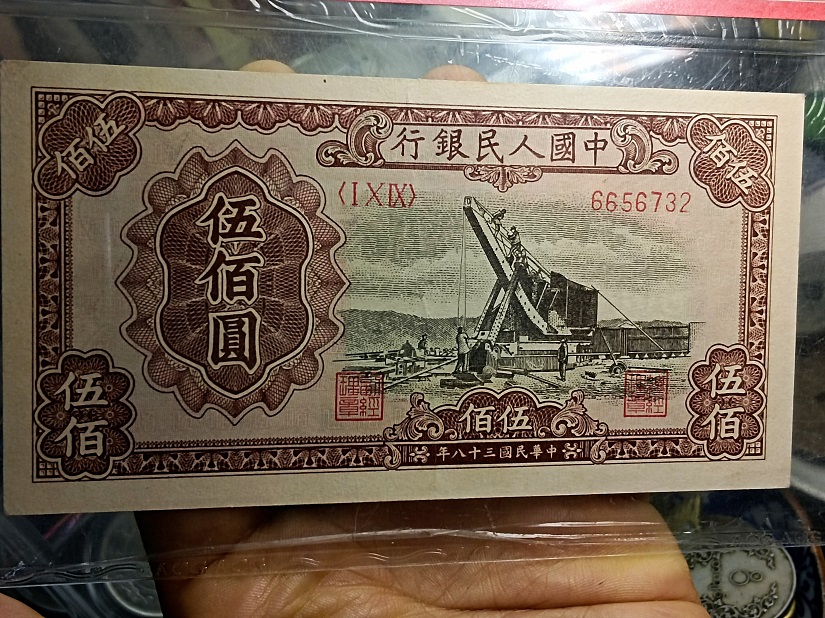 中國人民銀行
伍佰
伍佰
〈I X IX〉
6656732
伍佰圓
伍佰
伍佰
伍佰
中華民國三十八年